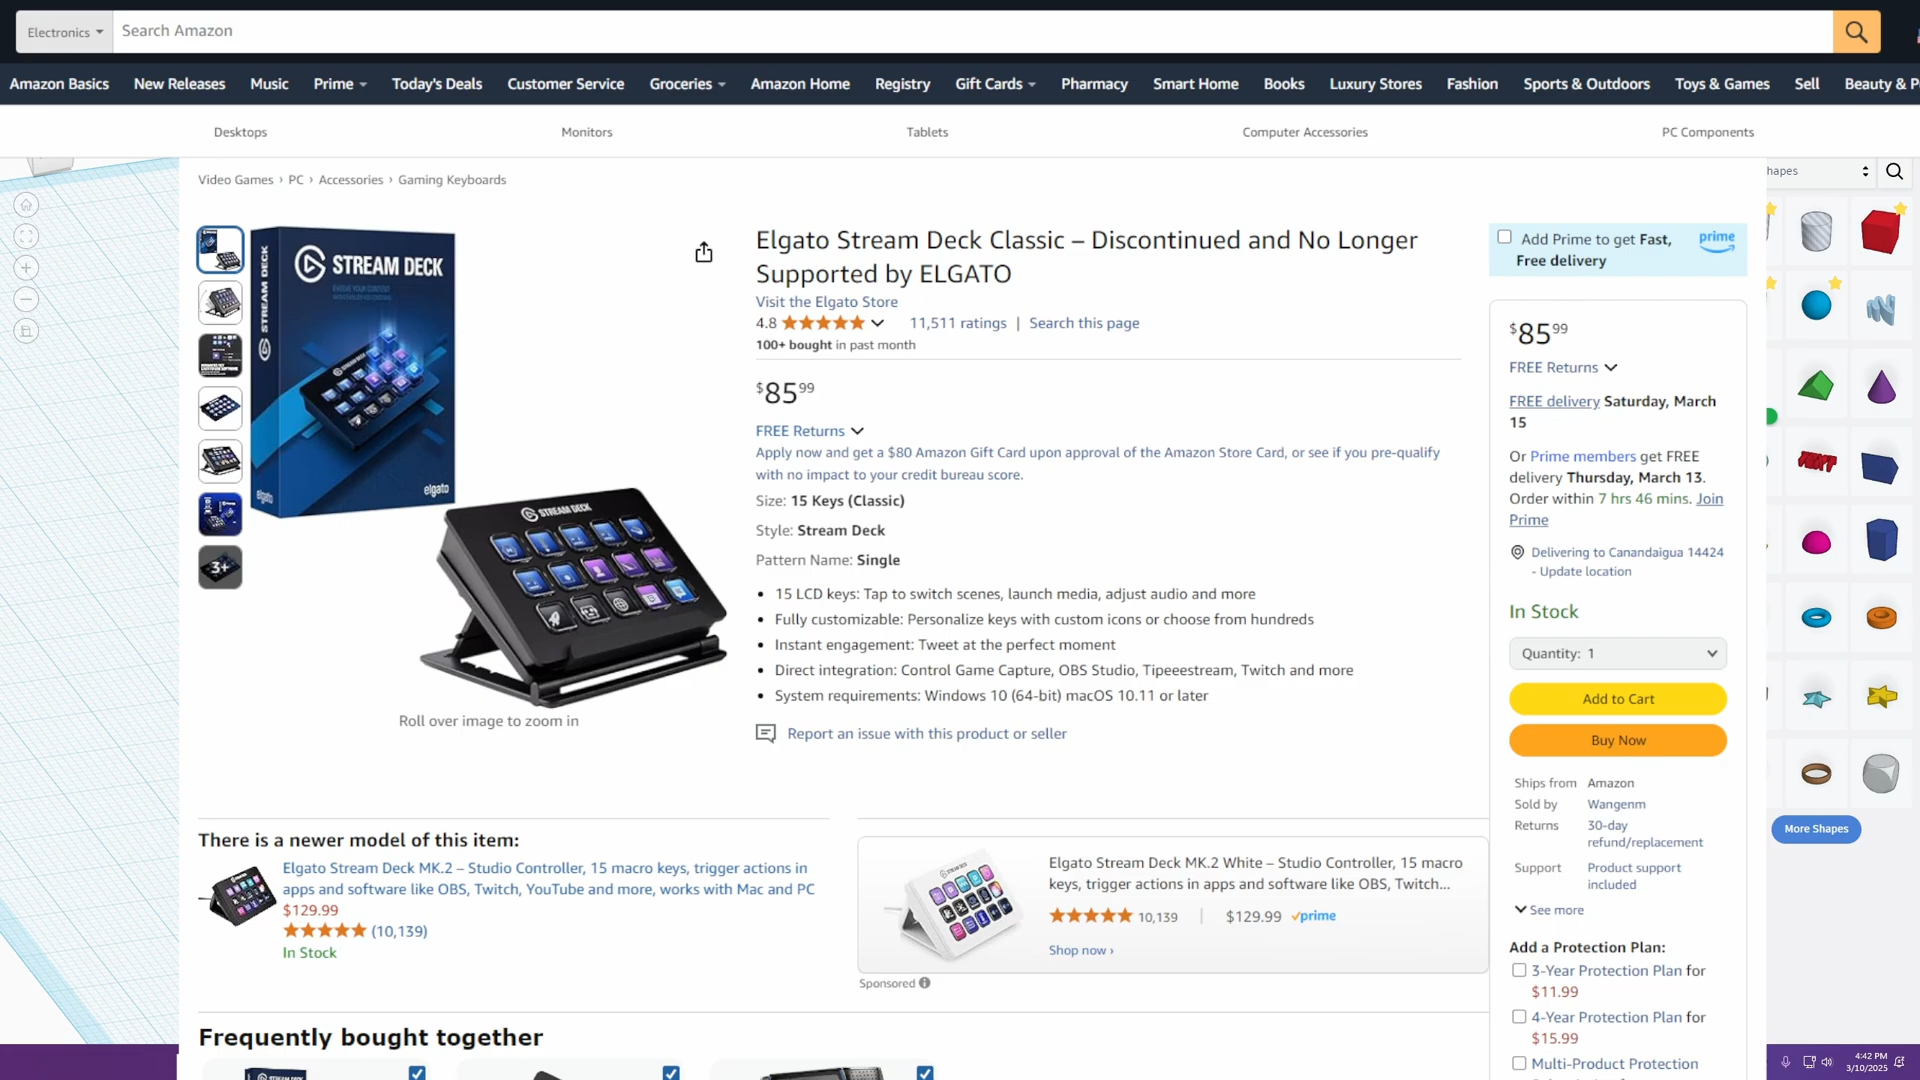 Electronics
Search Amazon
Amazon Basics
New Releases
Music
Prime
Today's Deals
Customer Service
Groceries
Amazon Home
Registry
Gift Cards
Pharmacy
Smart Home
Books
Luxury Stores
Fashion
Sports & Outdoors
Toys & Games
Sell
Beauty & P
Desktops
Monitors
Tablets
Computer Accessories
PC Components
Video Games › PC › Accessories › Gaming Keyboards
hapes
STREAM DECK
STREAM DECK
elgato
elgato
STREAM DECK
3+
Roll over image to zoom in
Elgato Stream Deck Classic – Discontinued and No Longer
Supported by ELGATO
Visit the Elgato Store
4.8
11,511 ratings | Search this page
100+ bought in past month
$85 99
FREE Returns
Apply now and get a $80 Amazon Gift Card upon approval of the Amazon Store Card, or see if you pre-qualify
with no impact to your credit bureau score.
Size: 15 Keys (Classic)
Style: Stream Deck
Pattern Name: Single
• 15 LCD keys: Tap to switch scenes, launch media, adjust audio and more
• Fully customizable: Personalize keys with custom icons or choose from hundreds
• Instant engagement: Tweet at the perfect moment
• Direct integration: Control Game Capture, OBS Studio, Tipeeestream, Twitch and more
• System requirements: Windows 10 (64-bit) macOS 10.11 or later
Report an issue with this product or seller
Add Prime to get Fast,
Free delivery
prime
$85 99
FREE Returns
FREE delivery Saturday, March
15
Or Prime members get FREE
delivery Thursday, March 13.
Order within 7 hrs 46 mins. Join
Prime
Delivering to Canandaigua 14424
- Update location
In Stock
Quantity: 1
Add to Cart
Buy Now
Ships from Amazon
Sold by Wangenm
Returns 30-day
refund/replacement
Support Product support
included
See more
Add a Protection Plan:
3-Year Protection Plan for
$11.99
4-Year Protection Plan for
$15.99
Multi-Product Protection
TEXT
More Shapes
There is a newer model of this item:
Elgato Stream Deck MK.2 – Studio Controller, 15 macro keys, trigger actions in
apps and software like OBS, Twitch, YouTube and more, works with Mac and PC
$129.99
(10,139)
In Stock
Elgato Stream Deck MK.2 White – Studio Controller, 15 macro
keys, trigger actions in apps and software like OBS, Twitch...
10,139 | $129.99 prime
Shop now ›
Sponsored
Frequently bought together
STREAM DECK
4:42 PM
3/10/2025